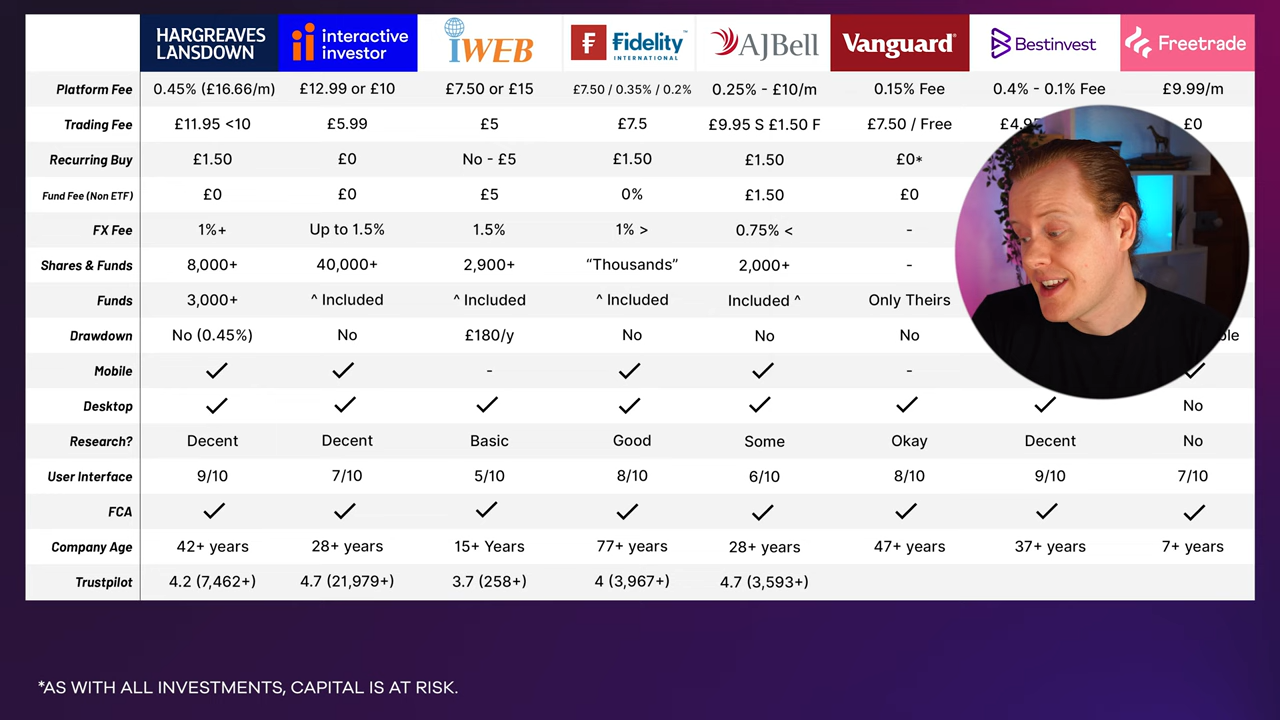 HARGREAVES LANSDOWN interactive investor iWEB Fidelity INTERNATIONAL AJBell Vanguard Bestinvest Freetrade
Platform Fee 0.45% (£16.66/m) £12.99 or £10 £7.50 or £15 £7.50 / 0.35% / 0.2% 0.25% - £10/m 0.15% Fee 0.4% - 0.1% Fee £9.99/m
Trading Fee £11.95 <10 £5.99 £5 £7.5 £9.95 S £1.50 F £7.50 / Free £0
Recurring Buy £1.50 £0 No - £5 £1.50 £1.50 £0*
Fund Fee (Non ETF) £0 £0 £5 0% £1.50 £0
FX Fee 1%+ Up to 1.5% 1.5% 1% > 0.75% < -
Shares & Funds 8,000+ 40,000+ 2,900+ “Thousands” 2,000+ -
Funds 3,000+ ^ Included ^ Included ^ Included Included ^ Only Theirs
Drawdown No (0.45%) No £180/y No No No
Mobile - -
Desktop No
Research? Decent Decent Basic Good Some Okay Decent No
User Interface 9/10 7/10 5/10 8/10 6/10 8/10 9/10 7/10
FCA
Company Age 42+ years 28+ years 15+ Years 77+ years 28+ years 47+ years 37+ years 7+ years
Trustpilot 4.2 (7,462+) 4.7 (21,979+) 3.7 (258+) 4 (3,967+) 4.7 (3,593+)
*AS WITH ALL INVESTMENTS, CAPITAL IS AT RISK.